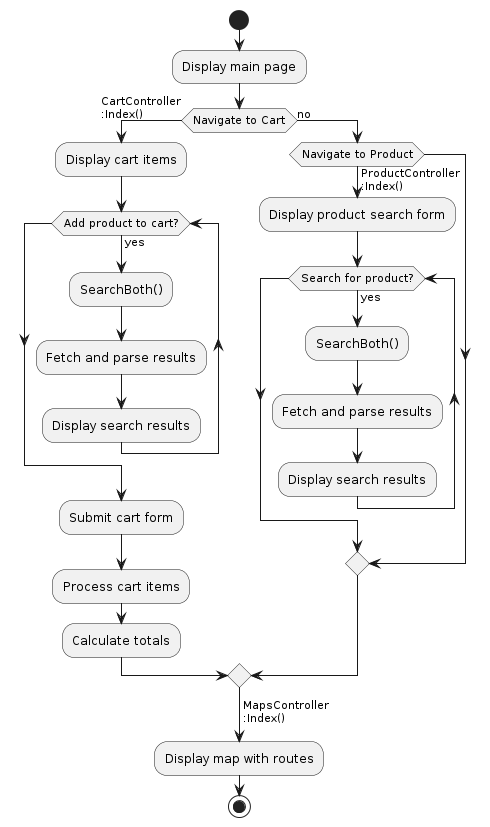 Display main page
CartController
:Index()
Navigate to Cart
no
Display cart items
Add product to cart?
yes
SearchBoth()
Fetch and parse results
Display search results
Submit cart form
Process cart items
Calculate totals
Navigate to Product
ProductController
:Index()
Display product search form
Search for product?
yes
SearchBoth()
Fetch and parse results
Display search results
MapsController
:Index()
Display map with routes